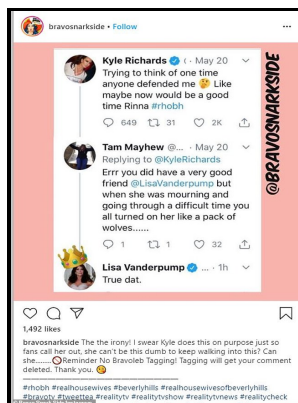 bravosnarkside • Follow
Kyle Richards ( · May 20
Trying to think of one time
anyone defended me 🤔 Like
maybe now would be a good
time Rinna #rhobh
649 31 2K
Tam Mayhew @... · May 20
Replying to @KyleRichards
Errr you did have a very good
friend @LisaVanderpump but
when she was mourning and
going through a difficult time you
all turned on her like a pack of
wolves......
1 1 32
Lisa Vanderpump ... · 1h
True dat.
@BRAVOSNARKSIDE
1,492 likes
bravosnarkside The the irony! I swear Kyle does this on purpose just so
fans call her out, she can't be this dumb to keep walking into this? Can
she.......🚫Reminder No Bravoleb Tagging! Tagging will get your comment
deleted. Thank you. 😘
#rhobh #realhousewives #beverlyhills #realhousewivesofbeverlyhills
#bravotv #tweettea #realitytv #realitytvshow #realitytvnews #realitycheck